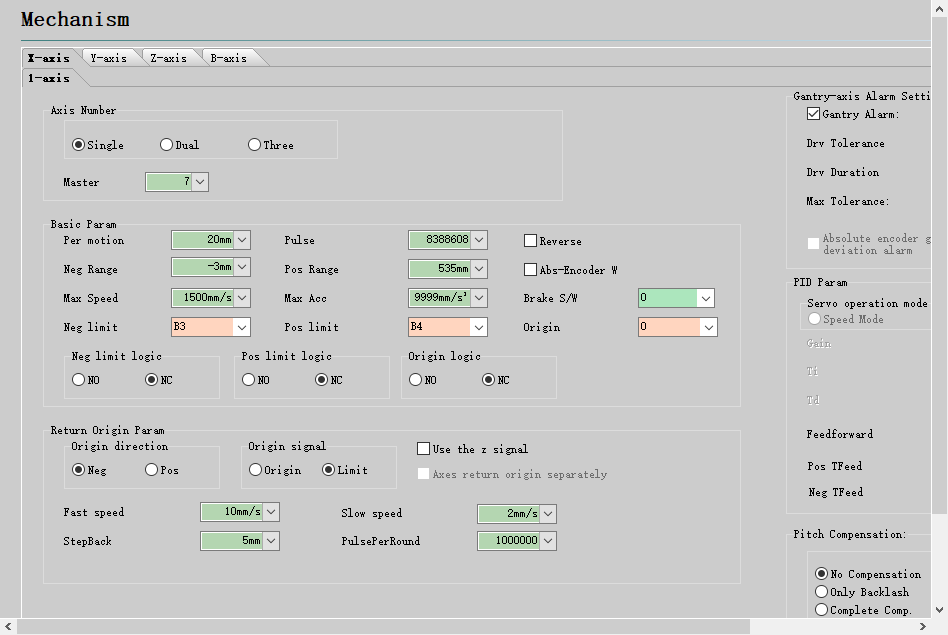 Mechanism
X-axis Y-axis Z-axis B-axis
1-axis
Axis Number
Single Dual Three
Master 7
Basic Param
Per motion 20mm Pulse 8388608 Reverse
Neg Range -3mm Pos Range 535mm Abs-Encoder W
Max Speed 1500mm/s Max Acc 9999mm/s² Brake S/W 0
Neg limit B3 Pos limit B4 Origin 0
Neg limit logic Pos limit logic Origin logic
NO NC NO NC NO NC
Return Origin Param
Origin direction Origin signal Use the z signal
Neg Pos Origin Limit Axes return origin separately
Fast speed 10mm/s Slow speed 2mm/s
StepBack 5mm PulsePerRound 1000000
Gantry-axis Alarm Setti
Gantry Alarm:
Drv Tolerance
Drv Duration
Max Tolerance:
Absolute encoder g
deviation alarm
PID Param
Servo operation mode
Speed Mode
Gain
Ti
Td
Feedforward
Pos TFeed
Neg TFeed
Pitch Compensation:
No Compensation
Only Backlash
Complete Comp.